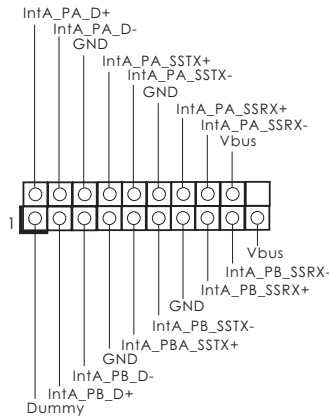 IntA_PA_D+
IntA_PA_D-
GND
IntA_PA_SSTX+
IntA_PA_SSTX-
GND
IntA_PA_SSRX+
IntA_PA_SSRX-
Vbus
1
Vbus
IntA_PB_SSRX-
IntA_PB_SSRX+
GND
IntA_PB_SSTX-
IntA_PBA_SSTX+
GND
IntA_PB_D-
IntA_PB_D+
Dummy